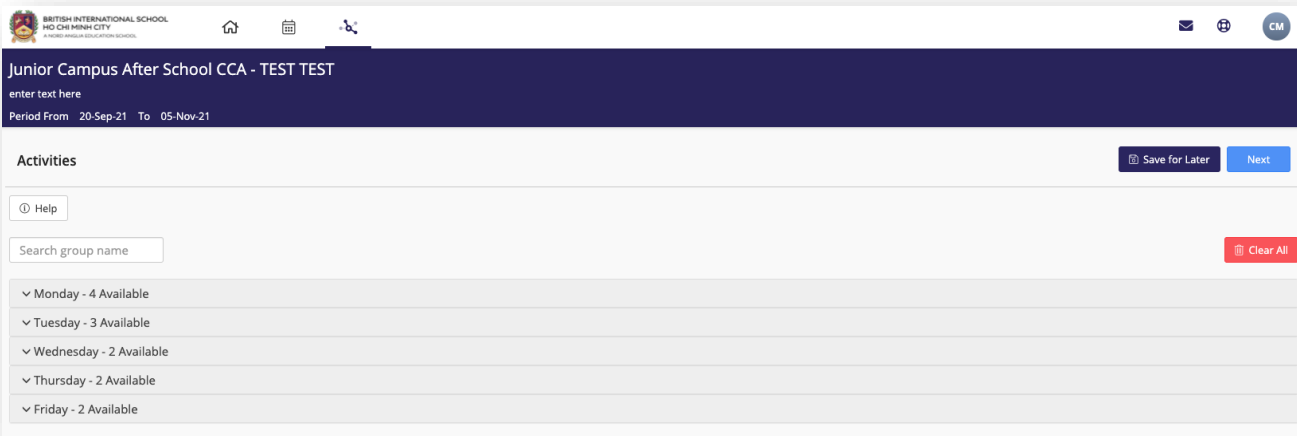 BRITISH INTERNATIONAL SCHOOL
HO CHI MINH CITY
A NORD ANGLIA EDUCATION SCHOOL
CM
Junior Campus After School CCA - TEST TEST
enter text here
Period From 20-Sep-21 To 05-Nov-21
Activities
Save for Later
Next
Help
Search group name
Clear All
Monday - 4 Available
Tuesday - 3 Available
Wednesday - 2 Available
Thursday - 2 Available
Friday - 2 Available